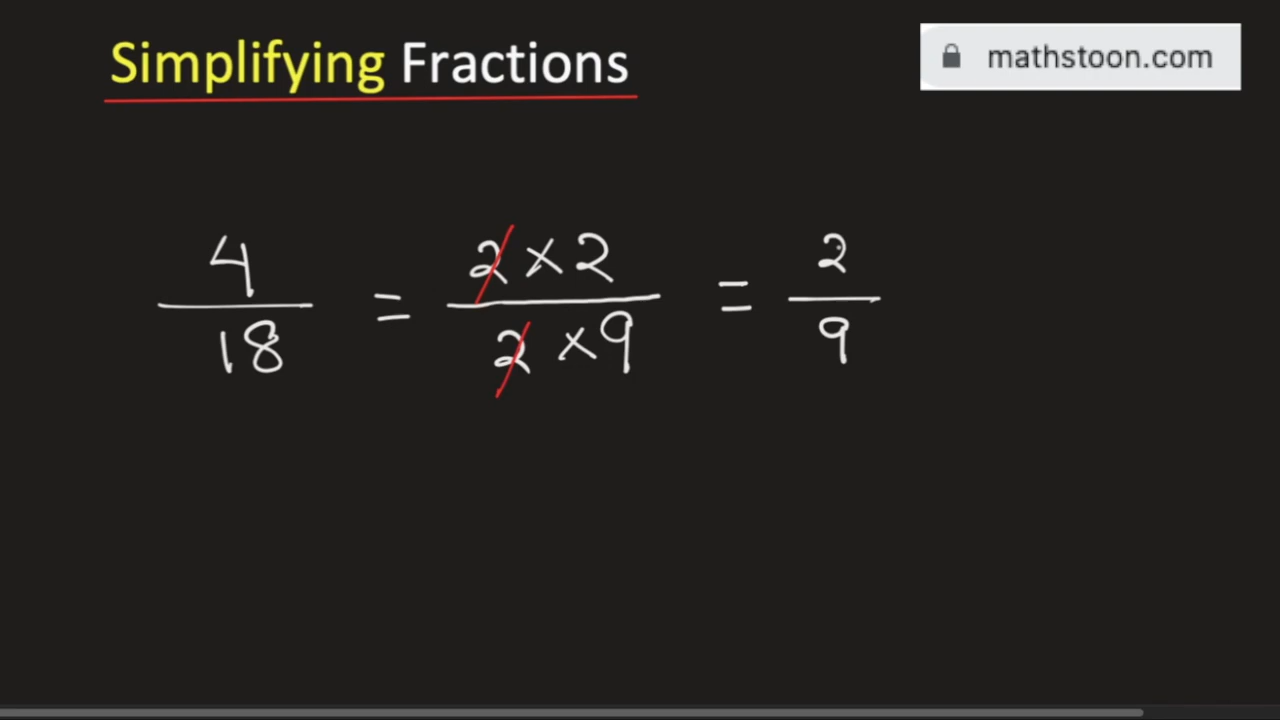 Simplifying Fractions
mathstoon.com
4/18 = 2×2/2×9 = 2/9